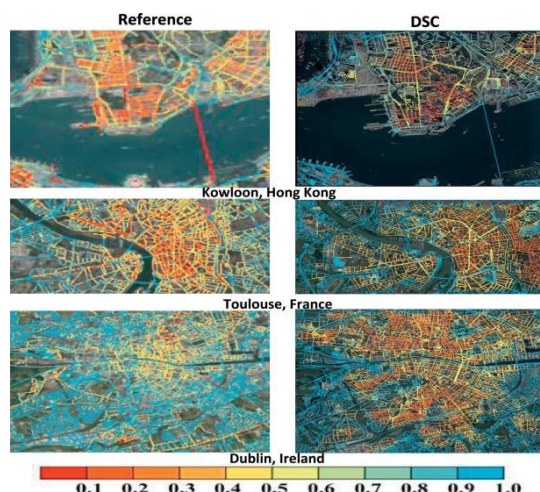 Reference DSC
Kowloon, Hong Kong
Toulouse, France
Dublin, Ireland
0.1 0.2 0.3 0.4 0.5 0.6 0.7 0.8 0.9 1.0